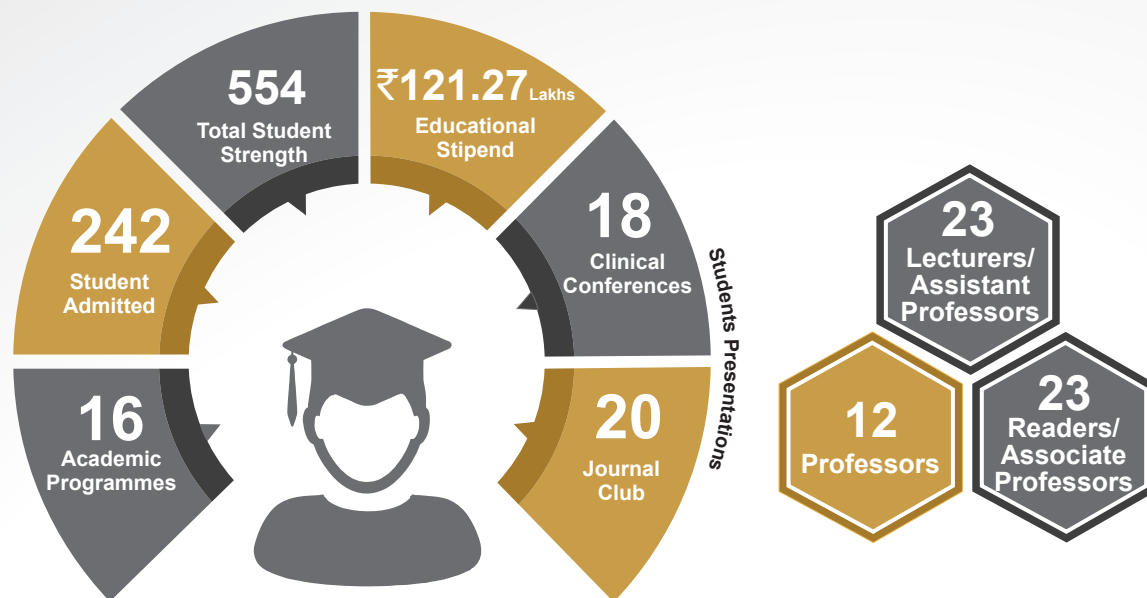 16
Academic
Programmes
242
Student
Admitted
554
Total Student
Strength
₹121.27 Lakhs
Educational
Stipend
18
Clinical
Conferences
20
Journal
Club
Students Presentations
23
Lecturers/
Assistant
Professors
12
Professors
23
Readers/
Associate
Professors